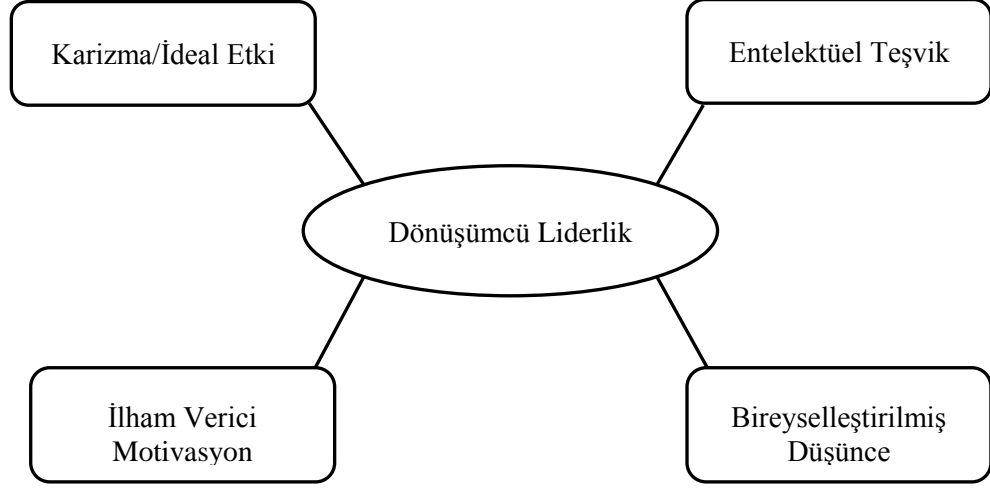 Karizma/İdeal Etki
Entelektüel Teşvik
Dönüşümcü Liderlik
İlham Verici
Motivasyon
Bireyselleştirilmiş
Düşünce